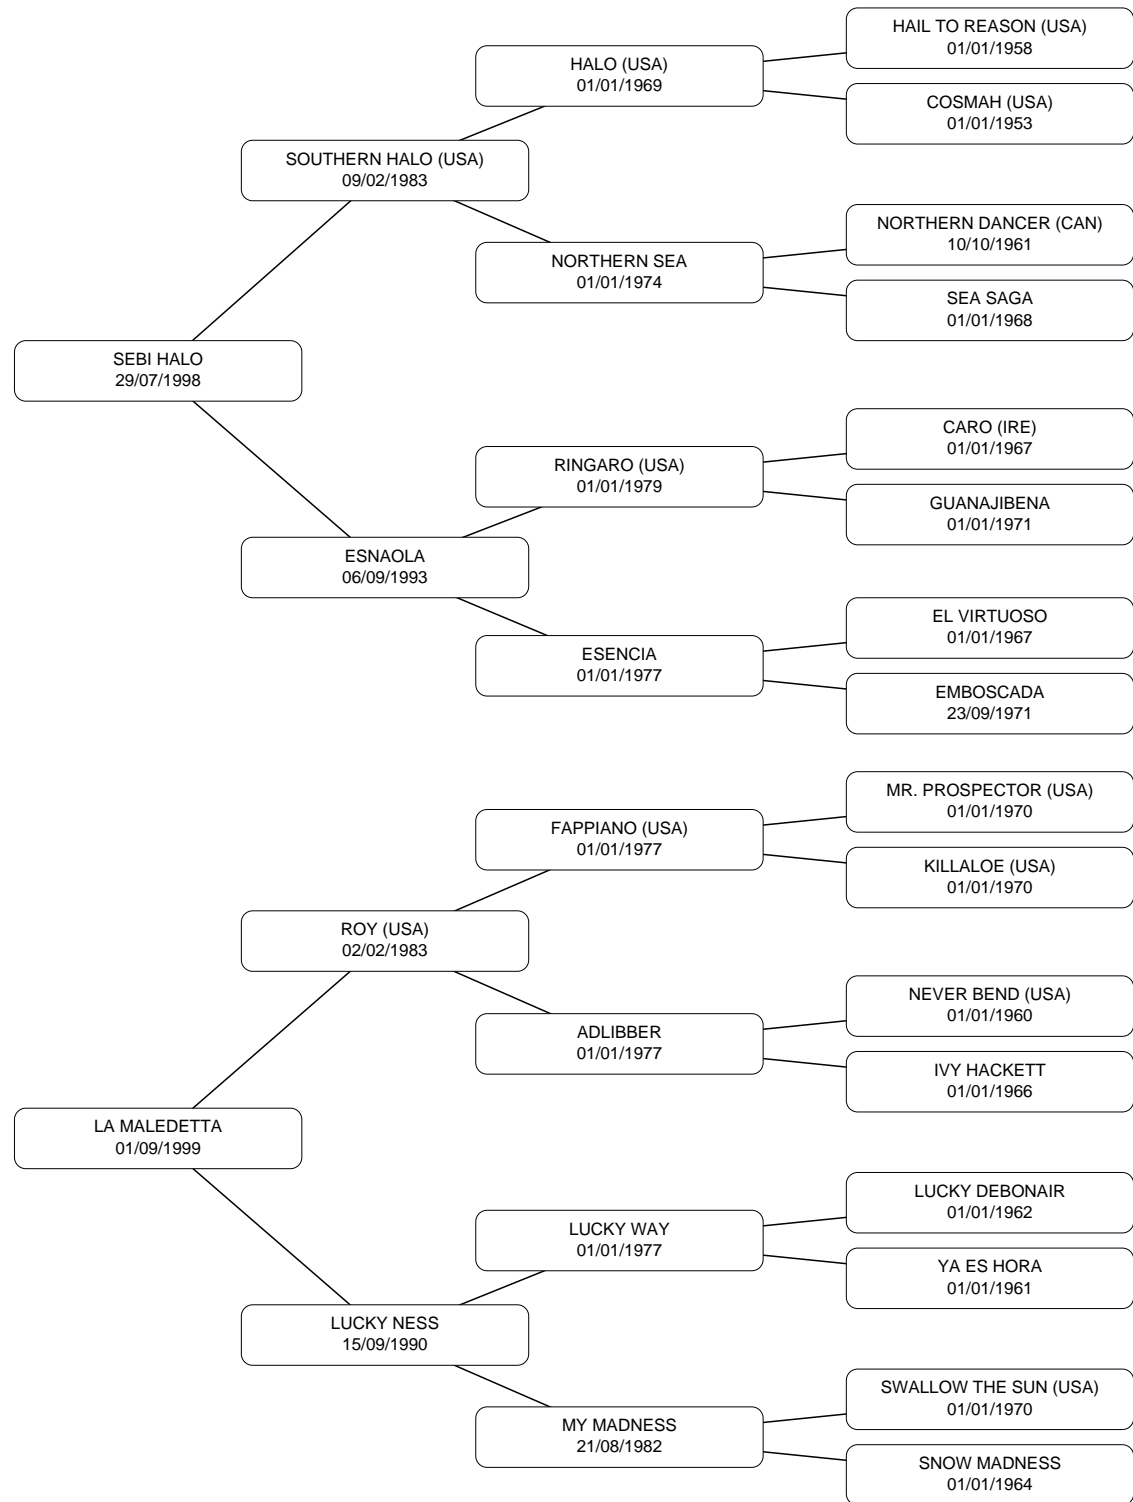 HAIL TO REASON (USA)
01/01/1958
HALO (USA)
01/01/1969
COSMAH (USA)
01/01/1953
SOUTHERN HALO (USA)
09/02/1983
NORTHERN DANCER (CAN)
10/10/1961
NORTHERN SEA
01/01/1974
SEA SAGA
01/01/1968
SEBI HALO
29/07/1998
CARO (IRE)
01/01/1967
RINGARO (USA)
01/01/1979
GUANAJIBENA
01/01/1971
ESNAOLA
06/09/1993
EL VIRTUOSO
01/01/1967
ESENCIA
01/01/1977
EMBOSCADA
23/09/1971
MR. PROSPECTOR (USA)
01/01/1970
FAPPIANO (USA)
01/01/1977
KILLALOE (USA)
01/01/1970
ROY (USA)
02/02/1983
NEVER BEND (USA)
01/01/1960
ADLIBBER
01/01/1977
IVY HACKETT
01/01/1966
LA MALEDETTA
01/09/1999
LUCKY DEBONAIR
01/01/1962
LUCKY WAY
01/01/1977
YA ES HORA
01/01/1961
LUCKY NESS
15/09/1990
SWALLOW THE SUN (USA)
01/01/1970
MY MADNESS
21/08/1982
SNOW MADNESS
01/01/1964